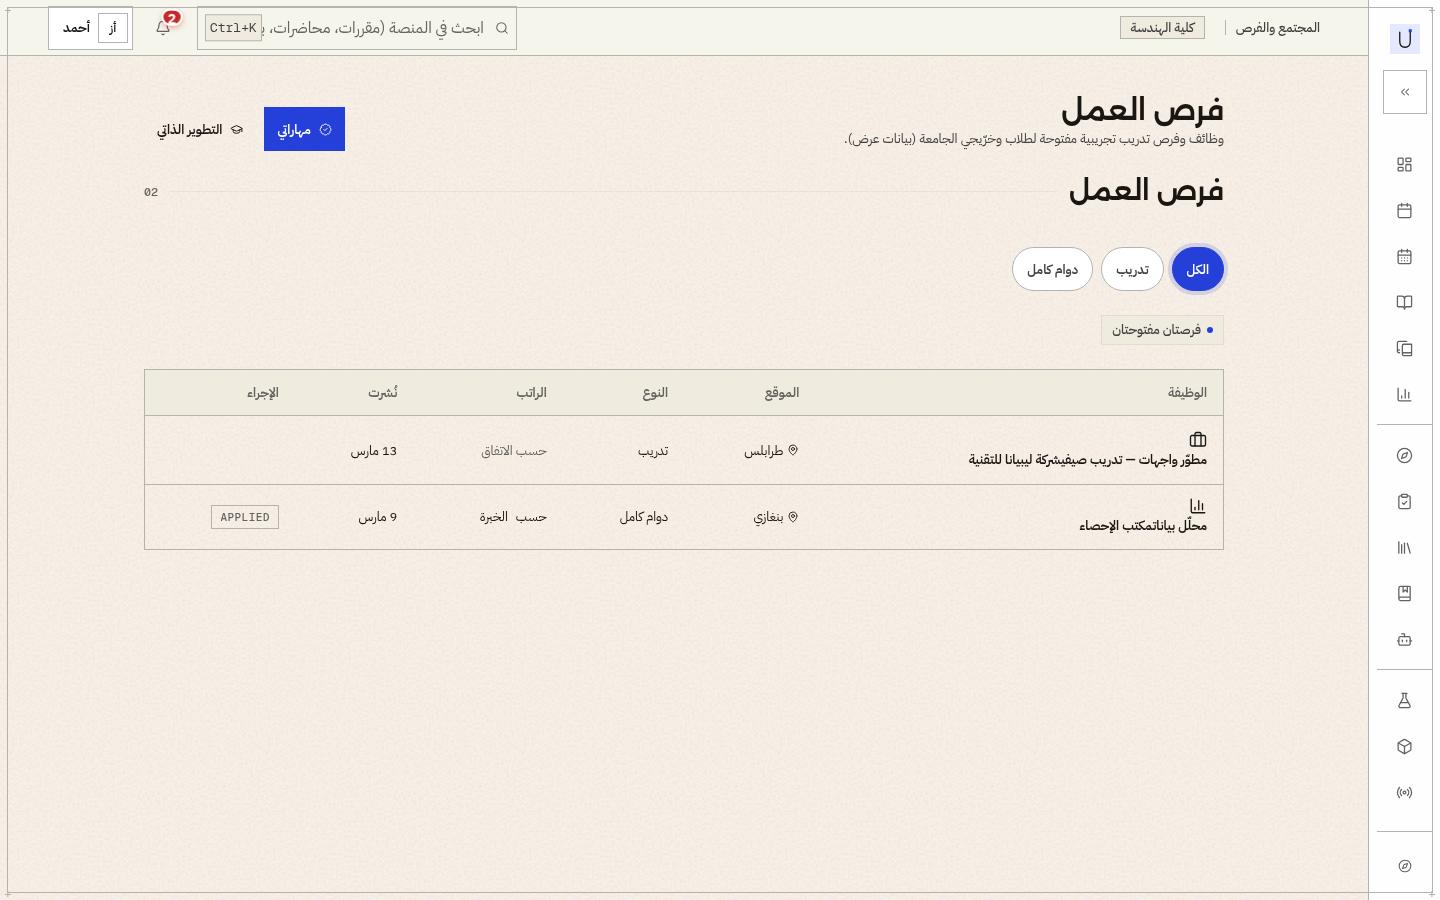 المجتمع والفرص
كلية الهندسة
ابحث في المنصة (مقررات، محاضرات، ب
Ctrl+K
2
أز
أحمد
فرص العمل
وظائف وفرص تدريب تجريبية مفتوحة لطلاب وخرّيجي الجامعة (بيانات عرض).
مهاراتي
التطوير الذاتي
فرص العمل
02
الكل
تدريب
دوام كامل
فرصتان مفتوحتان
الوظيفة الموقع النوع الراتب نُشرت الإجراء
مطوّر واجهات — تدريب صيفيشركة ليبيانا للتقنية طرابلس تدريب حسب الاتفاق 13 مارس
محلّل بياناتمكتب الإحصاء بنغازي دوام كامل حسب الخبرة 9 مارس APPLIED